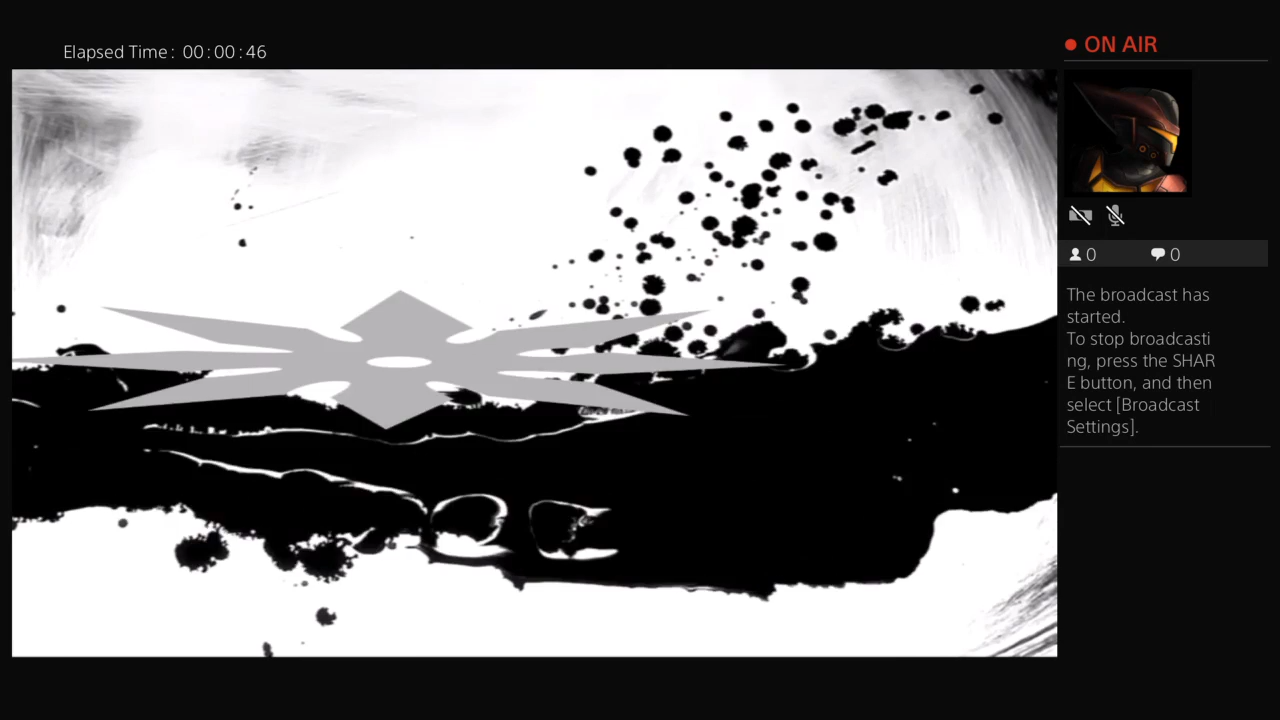 Elapsed Time: 00:00:46
ON AIR
0 0
The broadcast has
started.
To stop broadcasti
ng, press the SHAR
E button, and then
select [Broadcast
Settings].